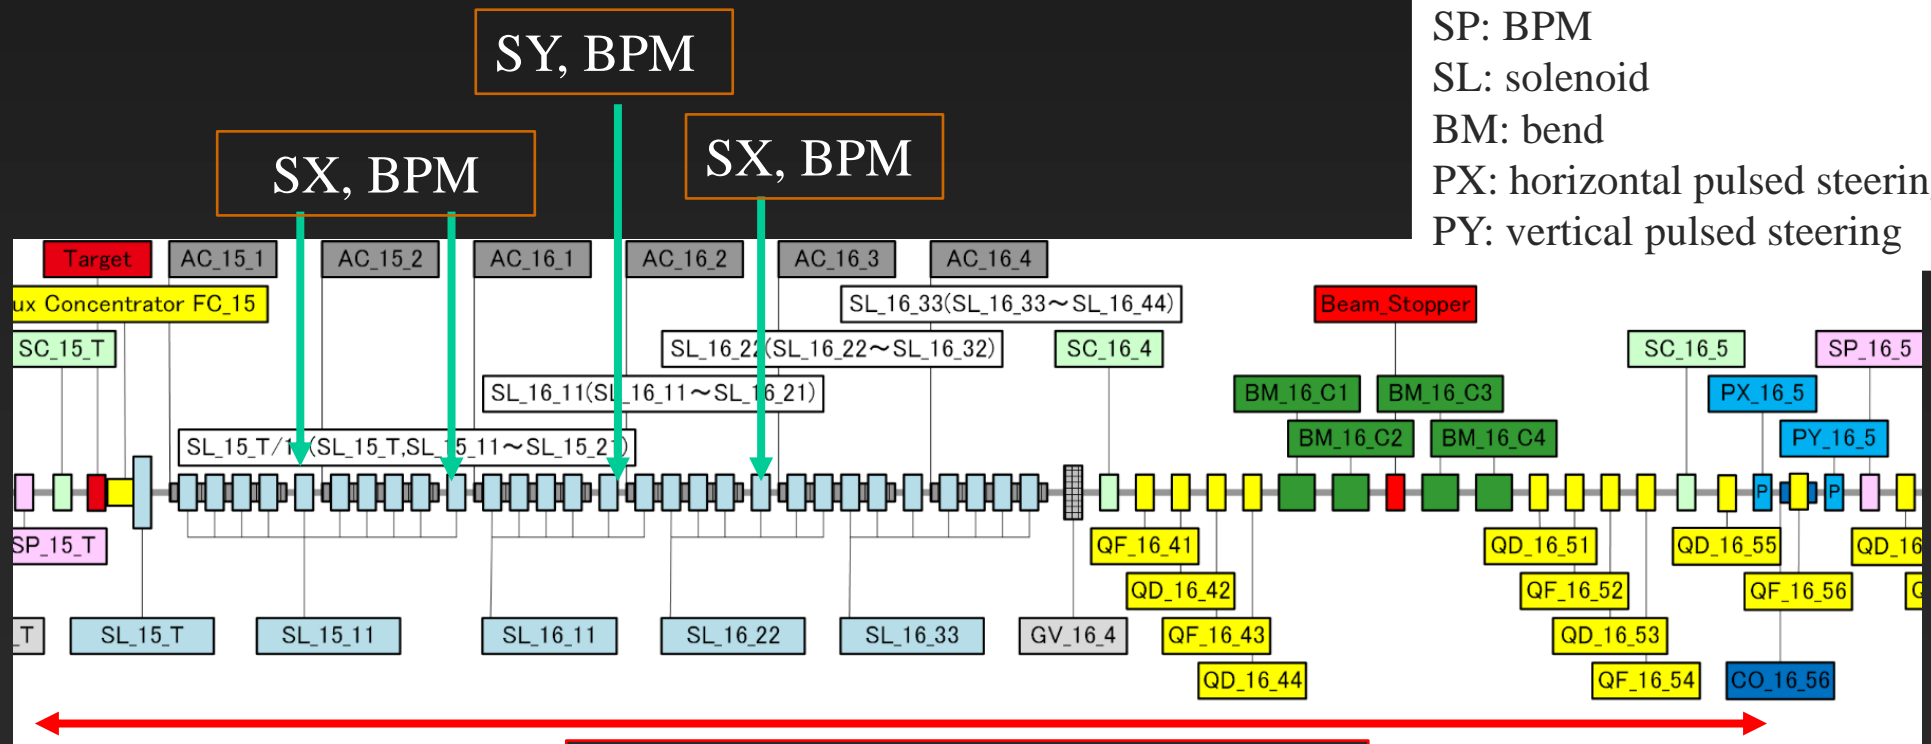 SY, BPM
SX, BPM
SX, BPM
SP: BPM
SL: solenoid
BM: bend
PX: horizontal pulsed steerin
PY: vertical pulsed steering
Target
AC_15_1
AC_15_2
AC_16_1
AC_16_2
AC_16_3
AC_16_4
ux Concentrator FC_15
SL_16_33(SL_16_33～SL_16_44)
Beam_Stopper
SC_15_T
SL_16_22(SL_16_22～SL_16_32)
SC_16_4
SC_16_5
SP_16_5
SL_16_11(SL_16_11～SL_16_21)
BM_16_C1
BM_16_C3
PX_16_5
SL_15_T/1 (SL_15_T,SL_15_11～SL_15_21)
BM_16_C2
BM_16_C4
PY_16_5
P
P
SP_15_T
QF_16_41
QD_16_51
QD_16_55
QD_16
QD_16_42
QF_16_52
QF_16_56
_T
SL_15_T
SL_15_11
SL_16_11
SL_16_22
SL_16_33
GV_16_4
QF_16_43
QD_16_53
QD_16_44
QF_16_54
CO_16_56